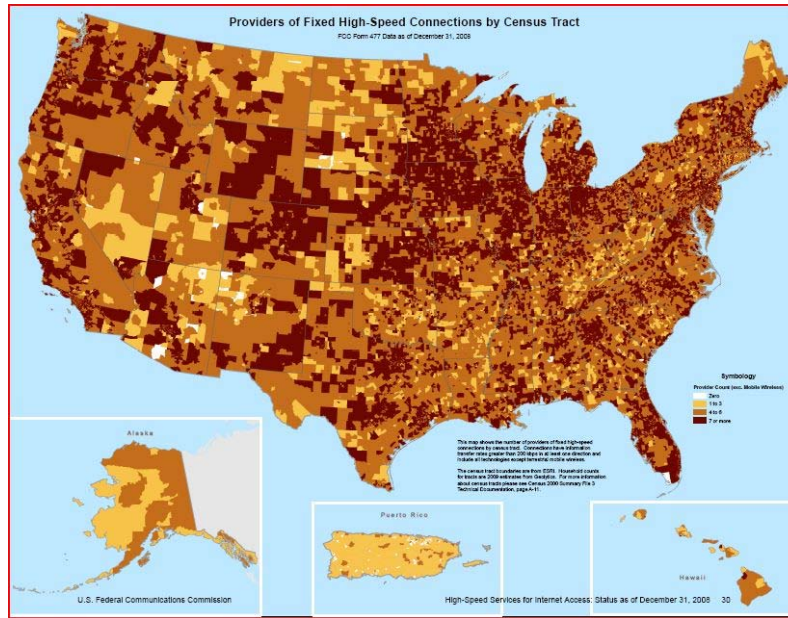 Providers of Fixed High-Speed Connections by Census Tract
FCC Form 477 Data as of December 31, 2008
Symbology
Provider Count (exc. Mobile Wireless)
Zero
1 to 3
4 to 6
7 or more
This map shows the number of providers of fixed high-speed
connections by census tract. Connections have information
transfer rates greater than 200 kbps in at least one direction and
include all technologies except terrestrial mobile wireless.
The census tract boundaries are from ESRI. Household counts
for tracts are 2009 estimates from Geolytics. For more information
about census tracts please see Census 2000 Summary File 3
Technical Documentation, page A-11.
Alaska
Puerto Rico
Hawaii
U.S. Federal Communications Commission
High-Speed Services for Internet Access: Status as of December 31, 2008 30